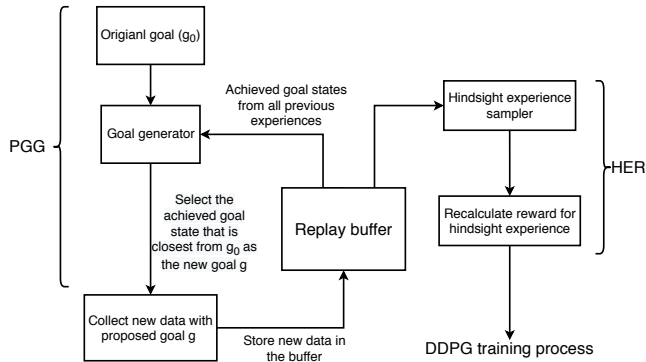 Origianl goal (g0)
PGG
Goal generator
Achieved goal states
from all previous
experiences
Select the
achieved goal
state that is
closest from g0 as
the new goal g
Collect new data with
proposed goal g
Store new data in
the buffer
Replay buffer
Hindsight experience
sampler
HER
Recalculate reward for
hindsight experience
DDPG training process